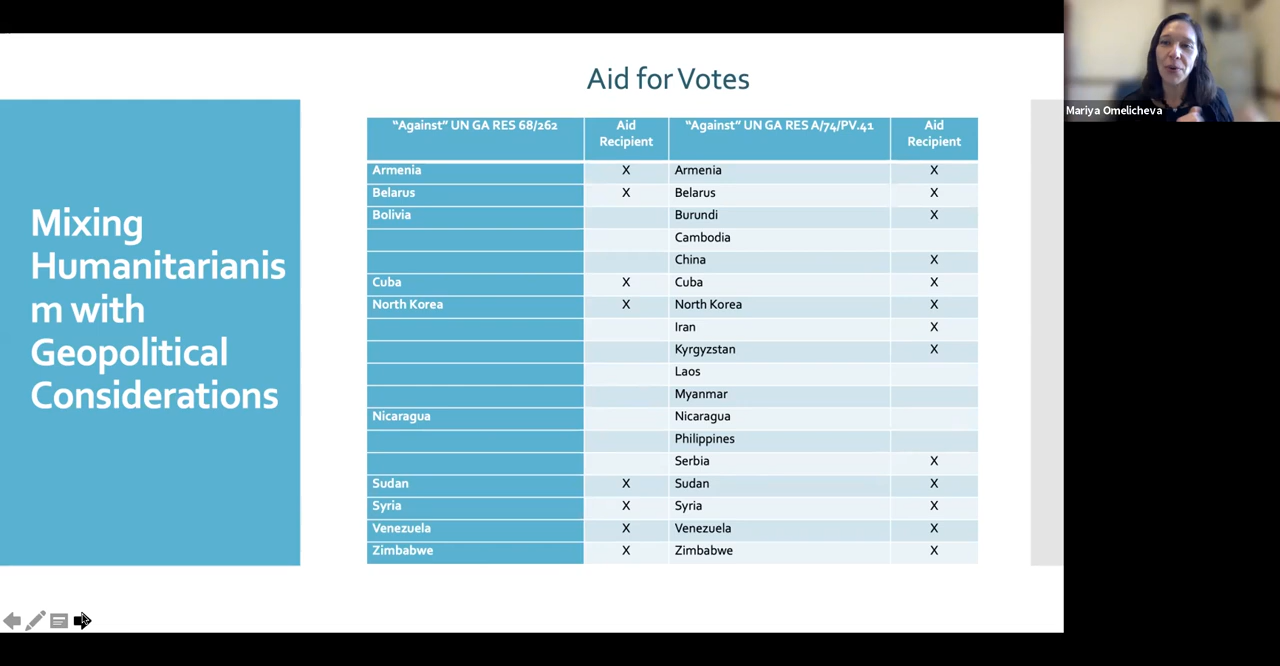 Aid for Votes
Mariya Omelicheva
Mixing
Humanitarianis
m with
Geopolitical
Considerations
“Against” UN GA RES 68/262 Aid Recipient “Against” UN GA RES A/74/PV.41 Aid Recipient
Armenia X Armenia X
Belarus X Belarus X
Bolivia Burundi X
Cambodia
China X
Cuba X Cuba X
North Korea X North Korea X
Iran X
Kyrgyzstan X
Laos
Myanmar
Nicaragua Nicaragua
Philippines
Serbia X
Sudan X Sudan X
Syria X Syria X
Venezuela X Venezuela X
Zimbabwe X Zimbabwe X